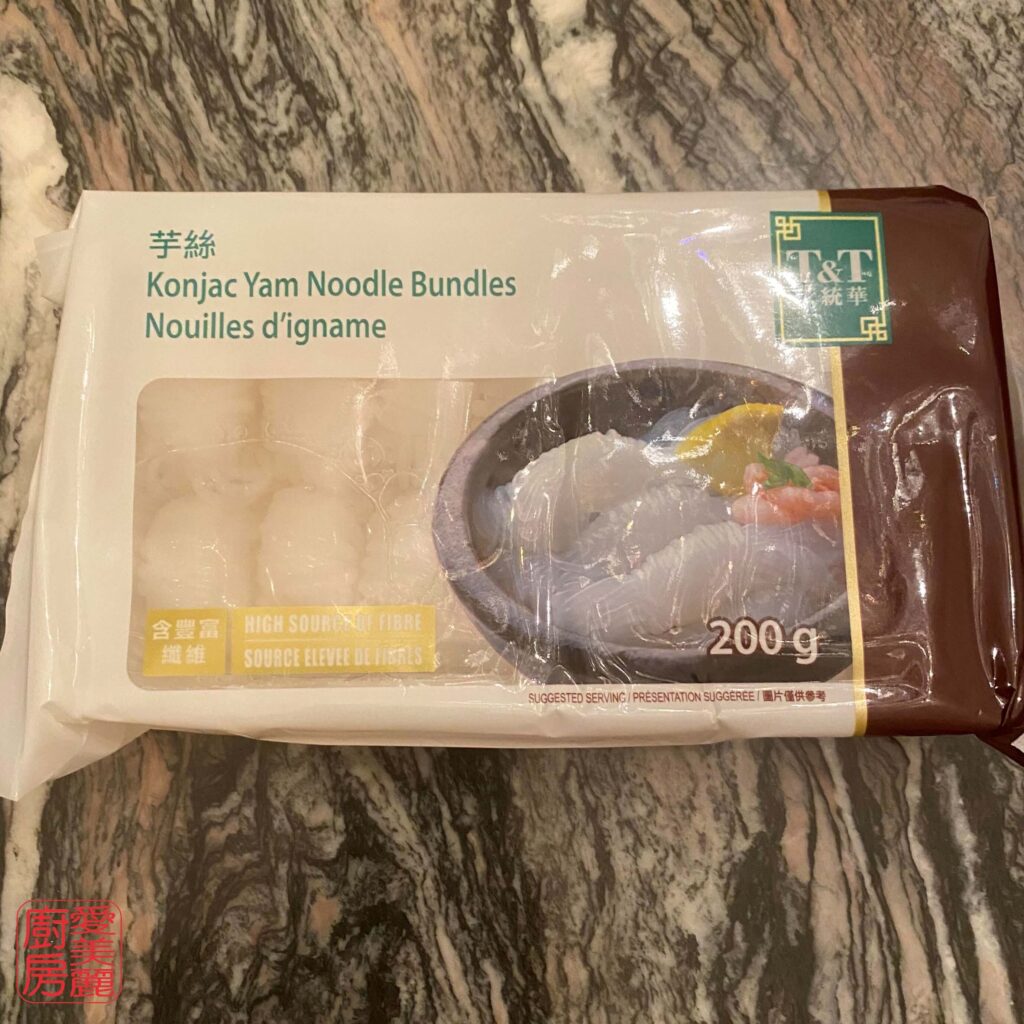 芋絲
Konjac Yam Noodle Bundles
Nouilles d'igname
T&T
統華
含豐富
纖維
HIGH SOURCE OF FIBRE
SOURCE ELEVEE DE FIBRES
200 g
SUGGESTED SERVING / PRÉSENTATION SUGGÉRÉE / 圖片僅供參考
愛美麗
廚房